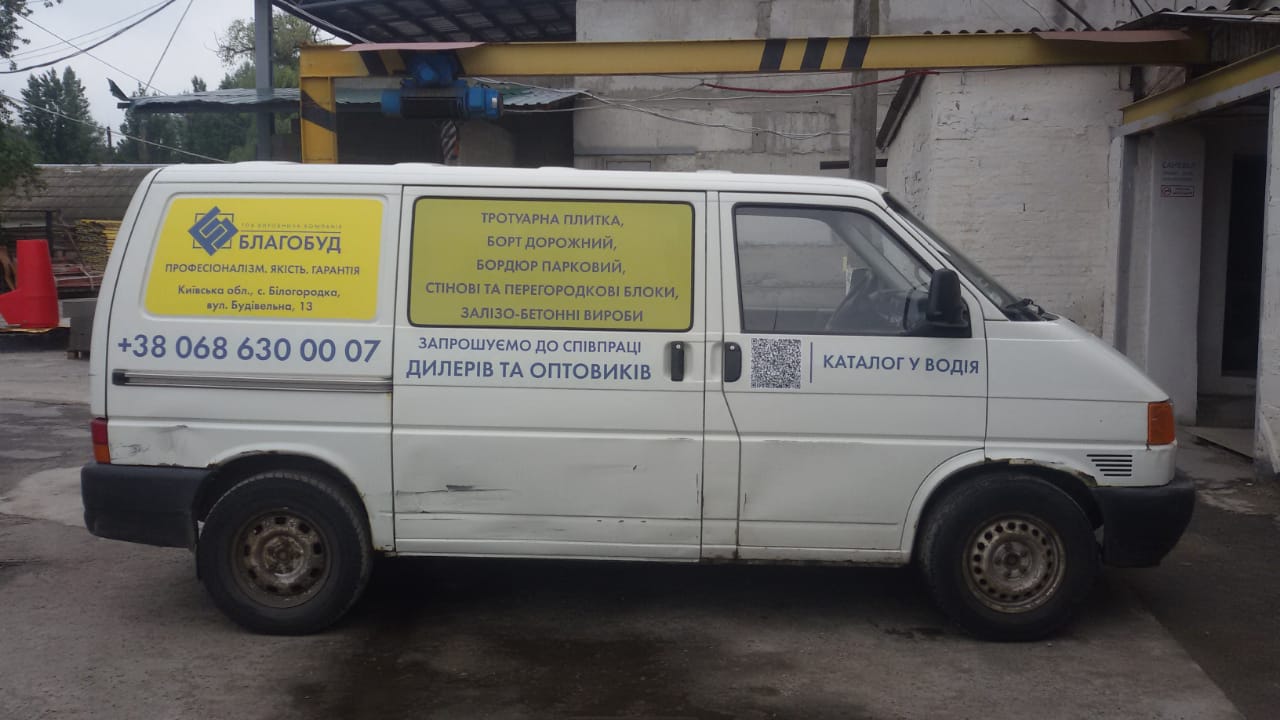 ТОВ ВИРОБНИЧА КОМПАНІЯ
БЛАГОБУД
ПРОФЕСІОНАЛІЗМ. ЯКІСТЬ. ГАРАНТІЯ
Київська обл., с. Білогородка,
вул. Будівельна, 13
+38 068 630 00 07
ТРОТУАРНА ПЛИТКА,
БОРТ ДОРОЖНИЙ,
БОРДЮР ПАРКОВИЙ,
СТІНОВІ ТА ПЕРЕГОРОДКОВІ БЛОКИ,
ЗАЛІЗО-БЕТОННІ ВИРОБИ
ЗАПРОШУЄМО ДО СПІВПРАЦІ
ДИЛЕРІВ ТА ОПТОВИКІВ
КАТАЛОГ У ВОДІЯ